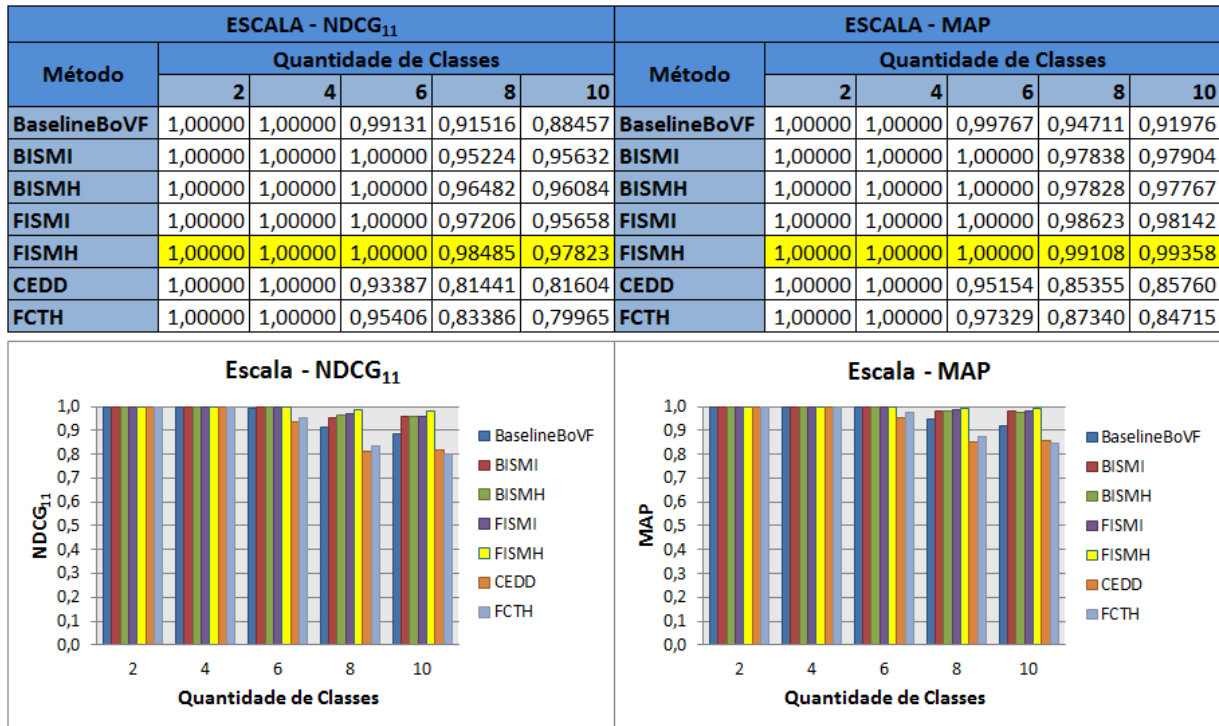 ESCALA - NDCG₁₁ ESCALA - MAP
Método Quantidade de Classes Método Quantidade de Classes
2 4 6 8 10 2 4 6 8 10
BaselineBoVF 1,00000 1,00000 0,99131 0,91516 0,88457 BaselineBoVF 1,00000 1,00000 0,99767 0,94711 0,91976
BISMI 1,00000 1,00000 1,00000 0,95224 0,95632 BISMI 1,00000 1,00000 1,00000 0,97838 0,97904
BISMH 1,00000 1,00000 1,00000 0,96482 0,96084 BISMH 1,00000 1,00000 1,00000 0,97828 0,97767
FISMI 1,00000 1,00000 1,00000 0,97206 0,95658 FISMI 1,00000 1,00000 1,00000 0,98623 0,98142
FISMH 1,00000 1,00000 1,00000 0,98485 0,97823 FISMH 1,00000 1,00000 1,00000 0,99108 0,99358
CEDD 1,00000 1,00000 0,93387 0,81441 0,81604 CEDD 1,00000 1,00000 0,95154 0,85355 0,85760
FCTH 1,00000 1,00000 0,95406 0,83386 0,79965 FCTH 1,00000 1,00000 0,97329 0,87340 0,84715
Escala - NDCG₁₁
NDCG₁₁
1,0
0,9
0,8
0,7
0,6
0,5
0,4
0,3
0,2
0,1
0,0
2 4 6 8 10
Quantidade de Classes
BaselineBoVF
BISMI
BISMH
FISMI
FISMH
CEDD
FCTH
Escala - MAP
MAP
1,0
0,9
0,8
0,7
0,6
0,5
0,4
0,3
0,2
0,1
0,0
2 4 6 8 10
Quantidade de Classes
BaselineBoVF
BISMI
BISMH
FISMI
FISMH
CEDD
FCTH